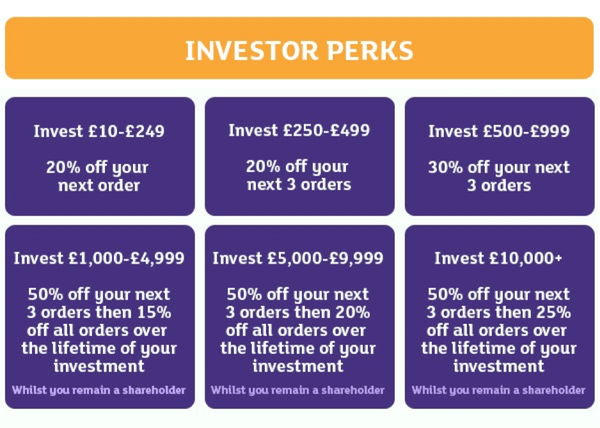 INVESTOR PERKS
Invest £10-£249
20% off your
next order
Invest £250-£499
20% off your
next 3 orders
Invest £500-£999
30% off your next
3 orders
Invest £1,000-£4,999
50% off your next
3 orders then 15%
off all orders over
the lifetime of your
investment
Whilst you remain a shareholder
Invest £5,000-£9,999
50% off your next
3 orders then 20%
off all orders over
the lifetime of your
investment
Whilst you remain a shareholder
Invest £10,000+
50% off your next
3 orders then 25%
off all orders over
the lifetime of your
investment
Whilst you remain a shareholder